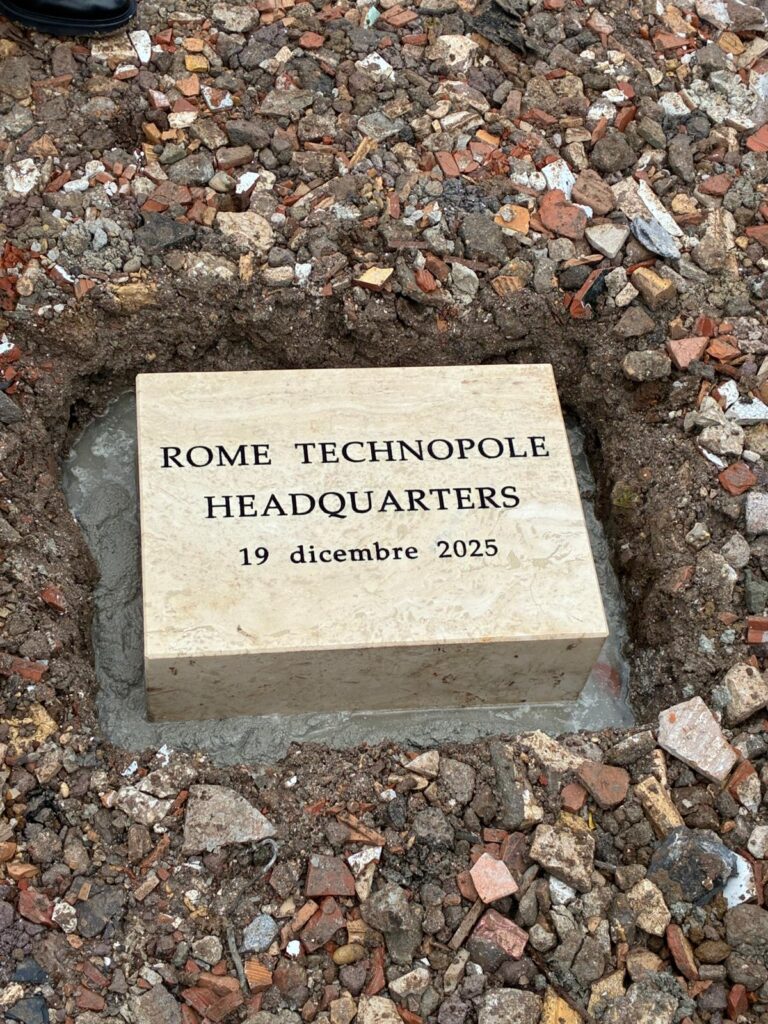 ROME TECHNOPOLE
HEADQUARTERS
19 dicembre 2025